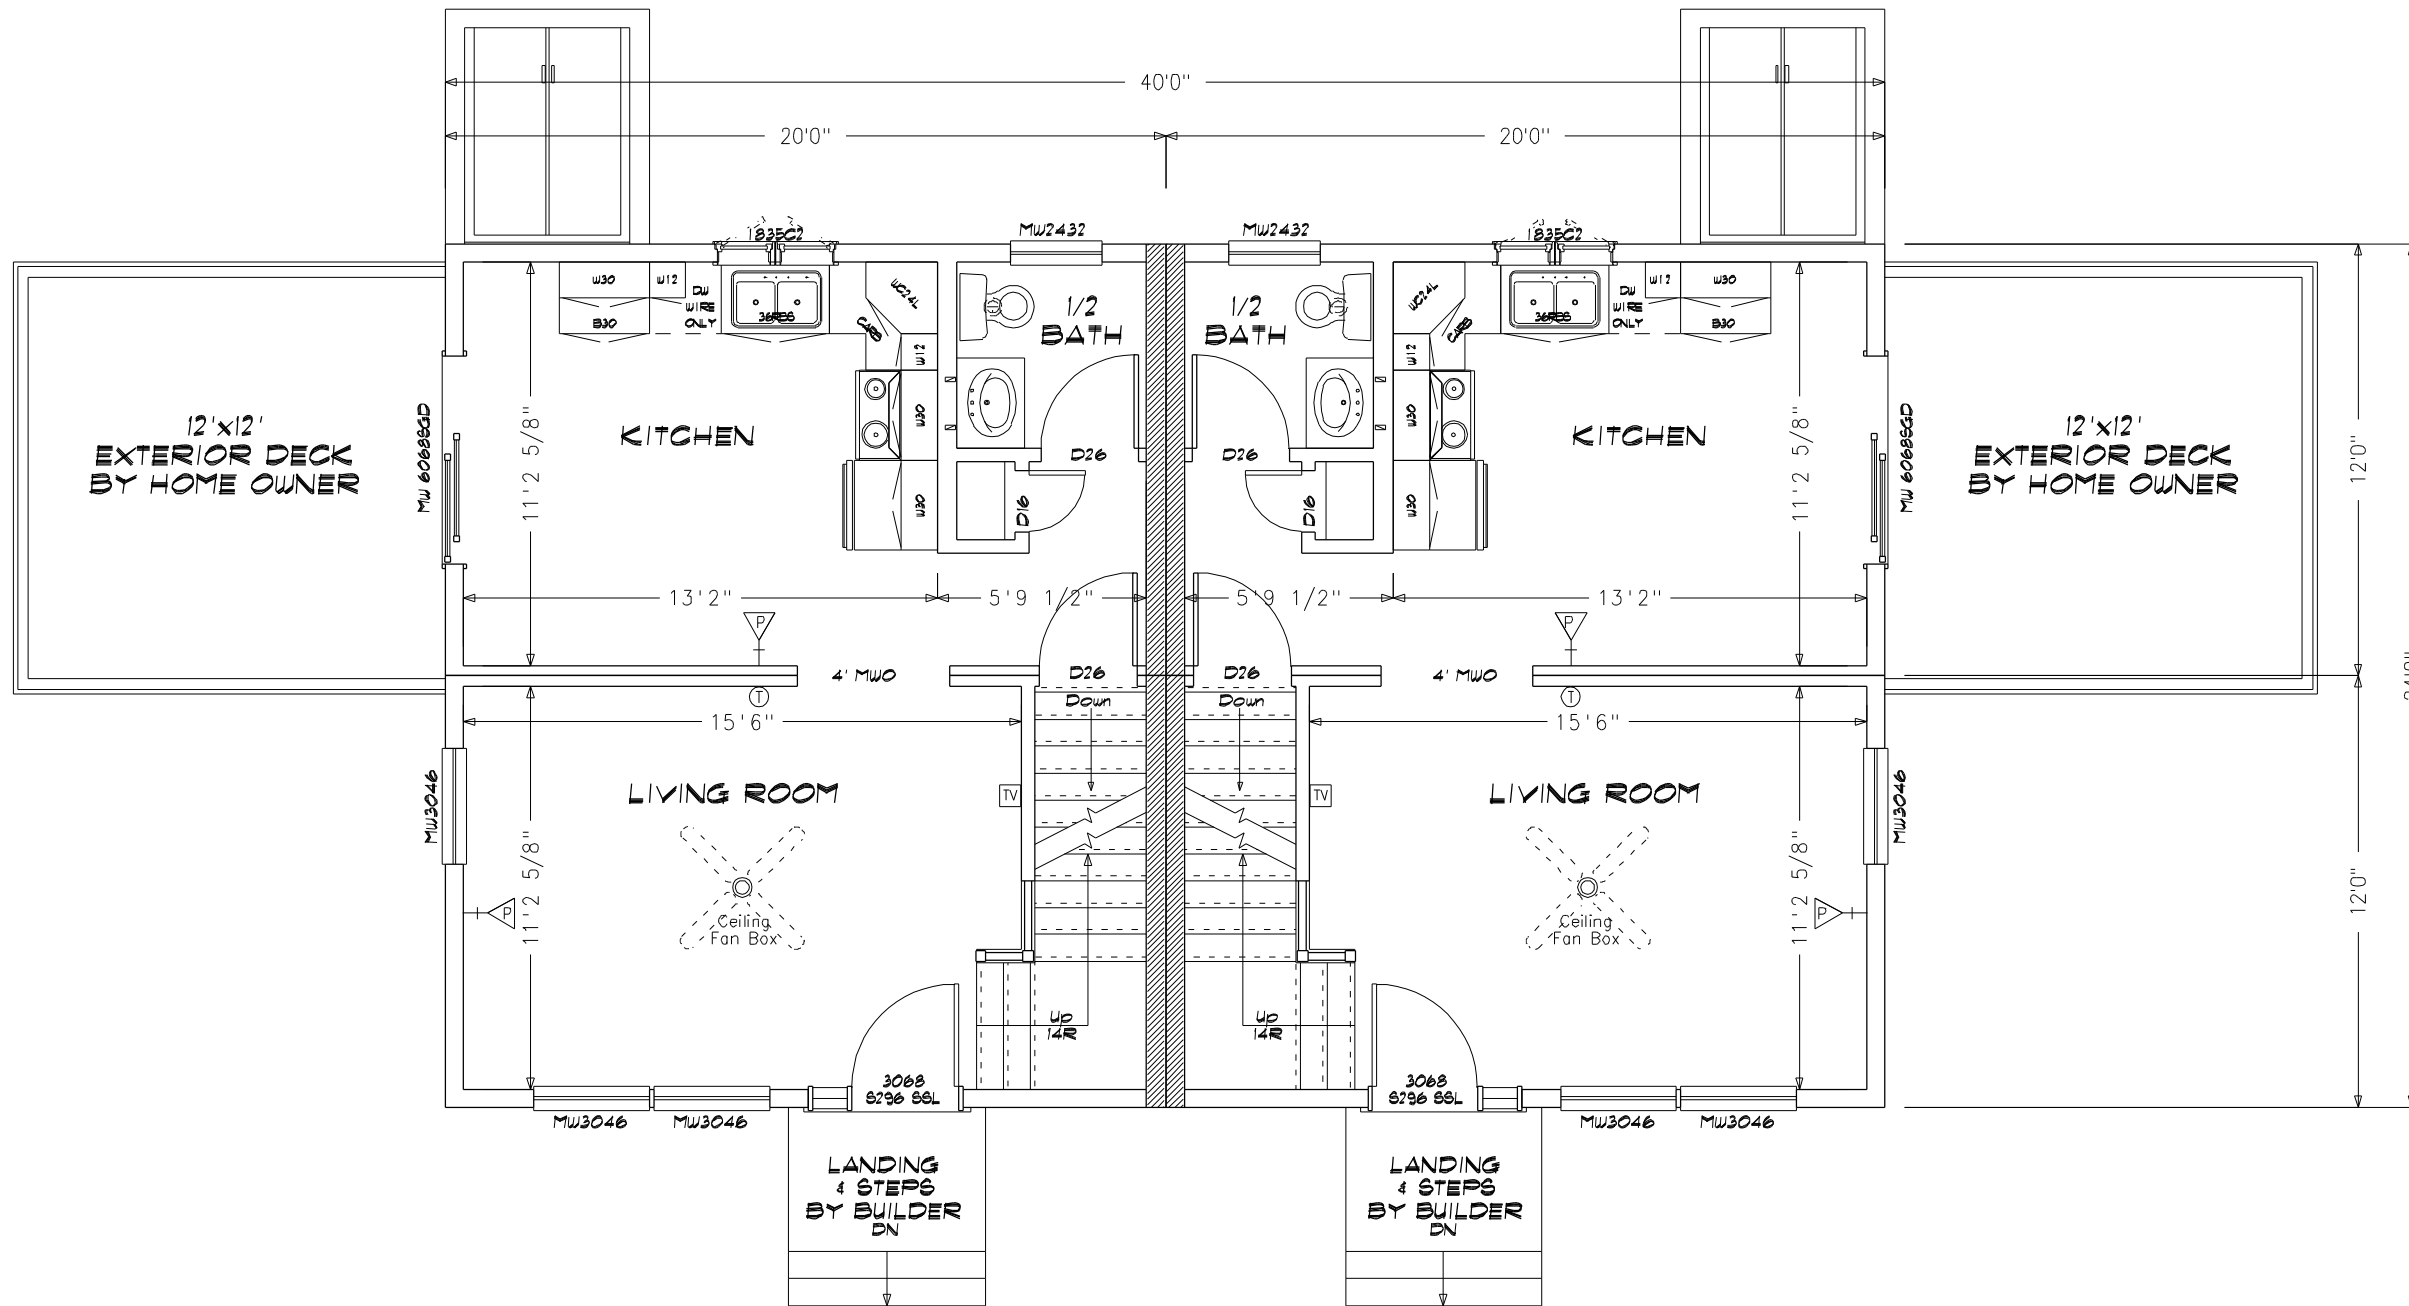 40'0"
20'0"
20'0"
1835C2
MW2432
MW2432
1835C2
W30
W12
DW
WIRE
ONLY
B30
36RES
WC24L
CARB
W12
W30
W30
1/2
BATH
1/2
BATH
WC24L
CARB
W12
W30
W30
36RES
DW
WIRE
ONLY
W12
W30
B30
12'x12'
EXTERIOR DECK
BY HOME OWNER
MW 6068SGD
11'2 5/8"
KITCHEN
D26
D16
D26
D16
KITCHEN
11'2 5/8"
MW 6068SGD
12'x12'
EXTERIOR DECK
BY HOME OWNER
12'0"
13'2"
5'9 1/2"
5'9 1/2"
13'2"
P
P
4' MWO
D26
D26
4' MWO
T
Down
Down
T
15'6"
15'6"
MW3046
LIVING ROOM
TV
TV
LIVING ROOM
MW3046
11'2 5/8"
11'2 5/8"
12'0"
P
Ceiling
Fan Box
Ceiling
Fan Box
P
Up
14R
Up
14R
3068
S296 SSL
3068
S296 SSL
MW3046
MW3046
MW3046
MW3046
LANDING
& STEPS
BY BUILDER
DN
LANDING
& STEPS
BY BUILDER
DN